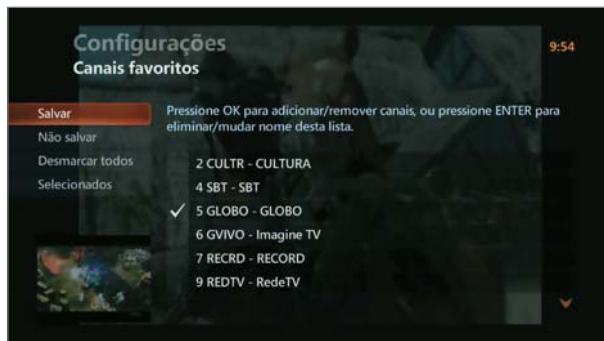 Configurações
9:54
Canais favoritos
Salvar
Não salvar
Desmarcar todos
Selecionados
Pressione OK para adicionar/remover canais, ou pressione ENTER para
eliminar/mudar nome desta lista.
2 CULTR - CULTURA
4 SBT - SBT
5 GLOBO - GLOBO
6 GVIVO - Imagine TV
7 RECRD - RECORD
9 REDTV - RedeTV